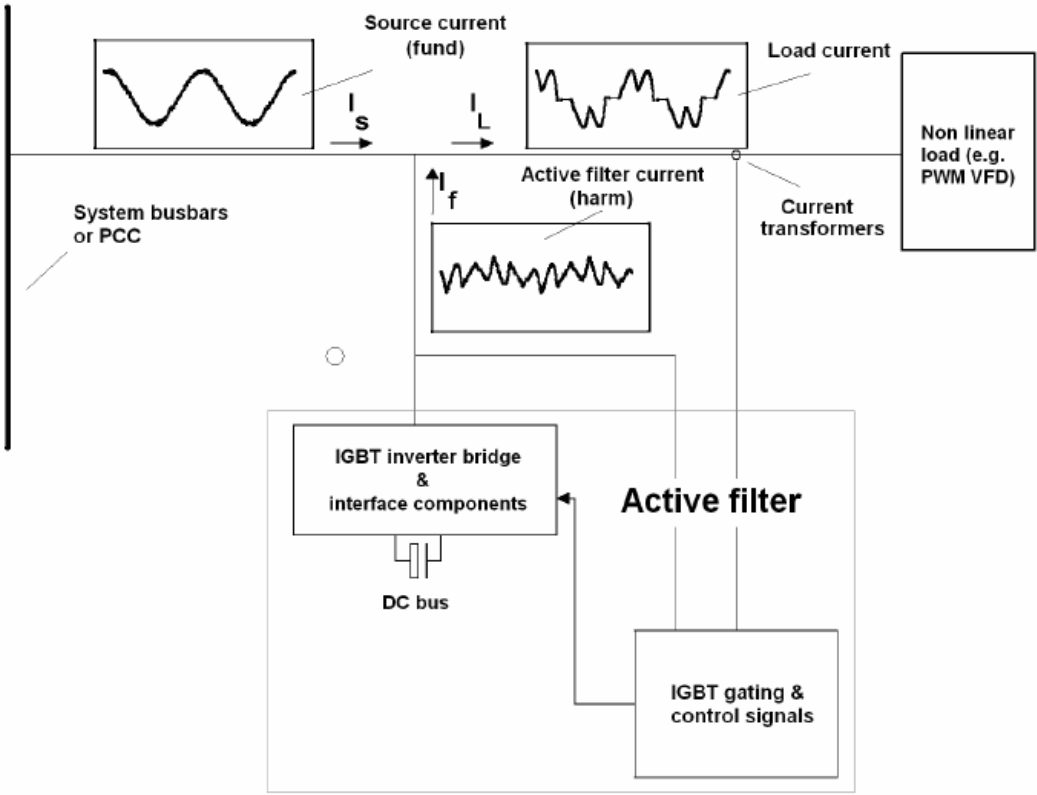 Source current
(fund)
Load current
I
S
I
L
Non linear
load (e.g.
PWM VFD)
System busbars
or PCC
I
f
Active filter current
(harm)
Current
transformers
IGBT inverter bridge
&
interface components
Active filter
DC bus
IGBT gating &
control signals